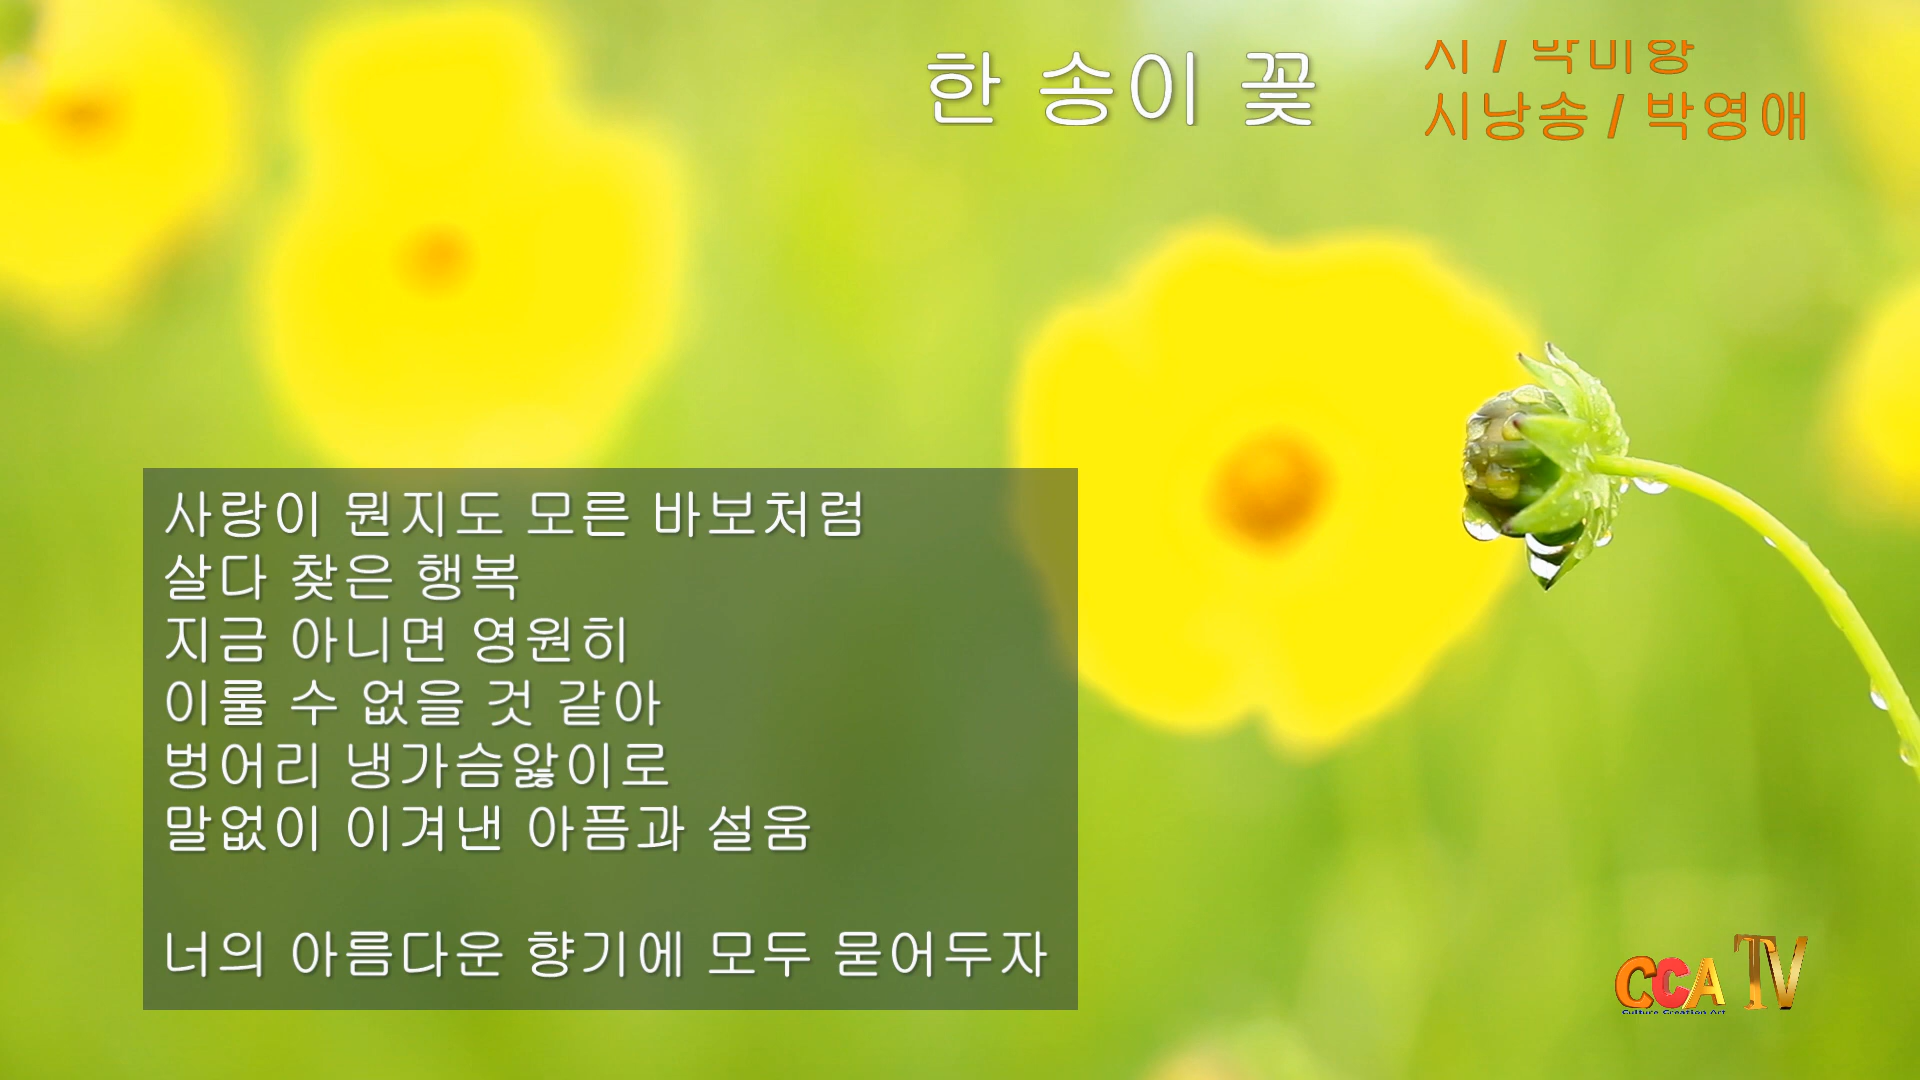 한 송이 꽃
시 /
시낭송 / 박영애
사랑이 뭔지도 모른 바보처럼
살다 찾은 행복
지금 아니면 영원히
이룰 수 없을 것 같아
벙어리 냉가슴앓이로
말없이 이겨낸 아픔과 설움
너의 아름다운 향기에 모두 묻어두자
CCA TV
Culture Creation Art